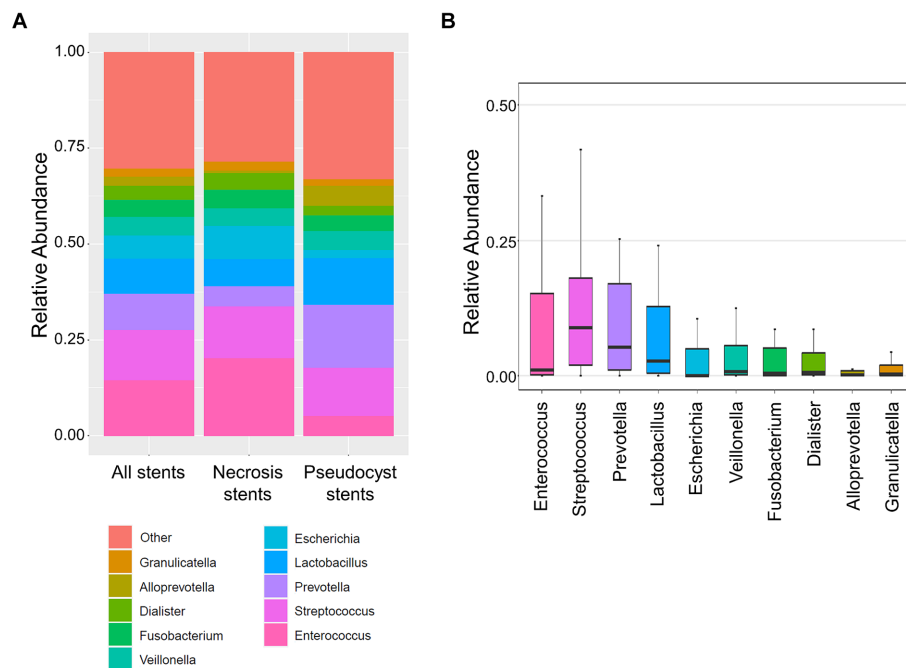 A
Relative Abundance
1.00
0.75
0.50
0.25
0.00
All stents
Necrosis
stents
Pseudocyst
stents
Other
Granulicatella
Alloprevotella
Dialister
Fusobacterium
Veillonella
Escherichia
Lactobacillus
Prevotella
Streptococcus
Enterococcus
B
Relative Abundance
0.50
0.25
0.00
Enterococcus
Streptococcus
Prevotella
Lactobacillus
Escherichia
Veillonella
Fusobacterium
Dialister
Alloprevotella
Granulicatella